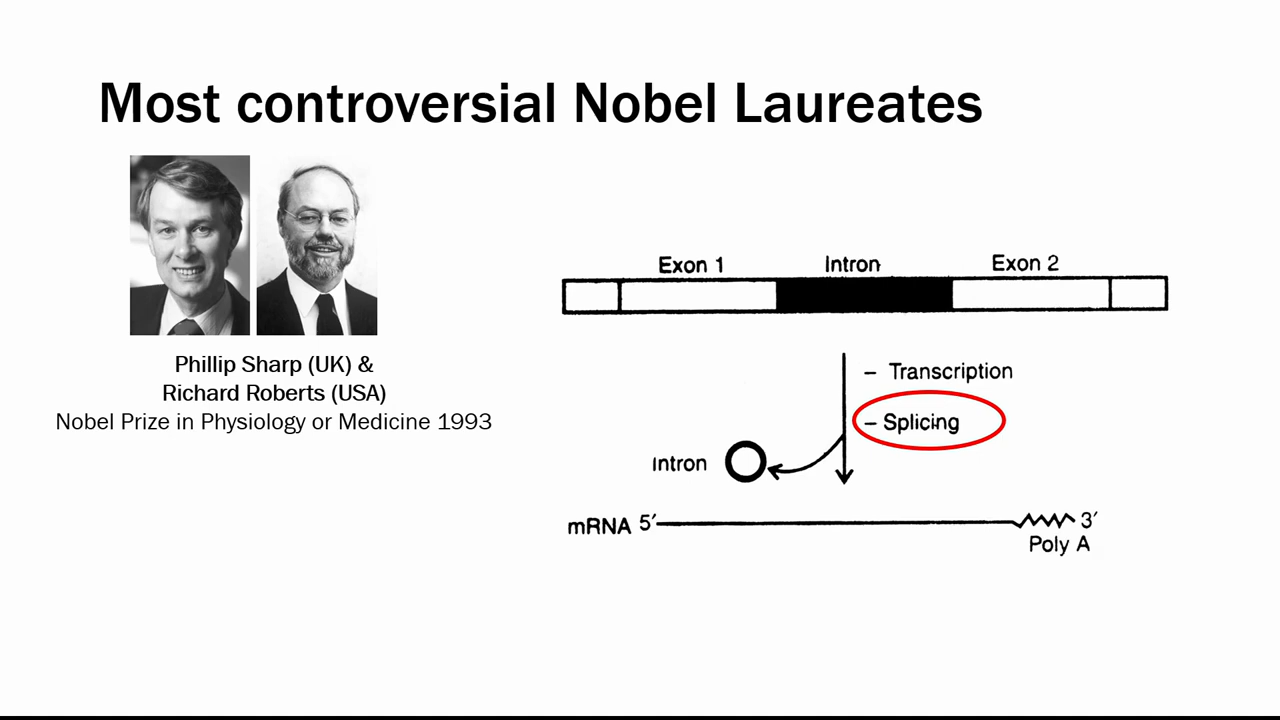 Most controversial Nobel Laureates
Phillip Sharp (UK) &
Richard Roberts (USA)
Nobel Prize in Physiology or Medicine 1993
Exon 1 Intron Exon 2
– Transcription
– Splicing
Intron
mRNA 5′ 3′
Poly A